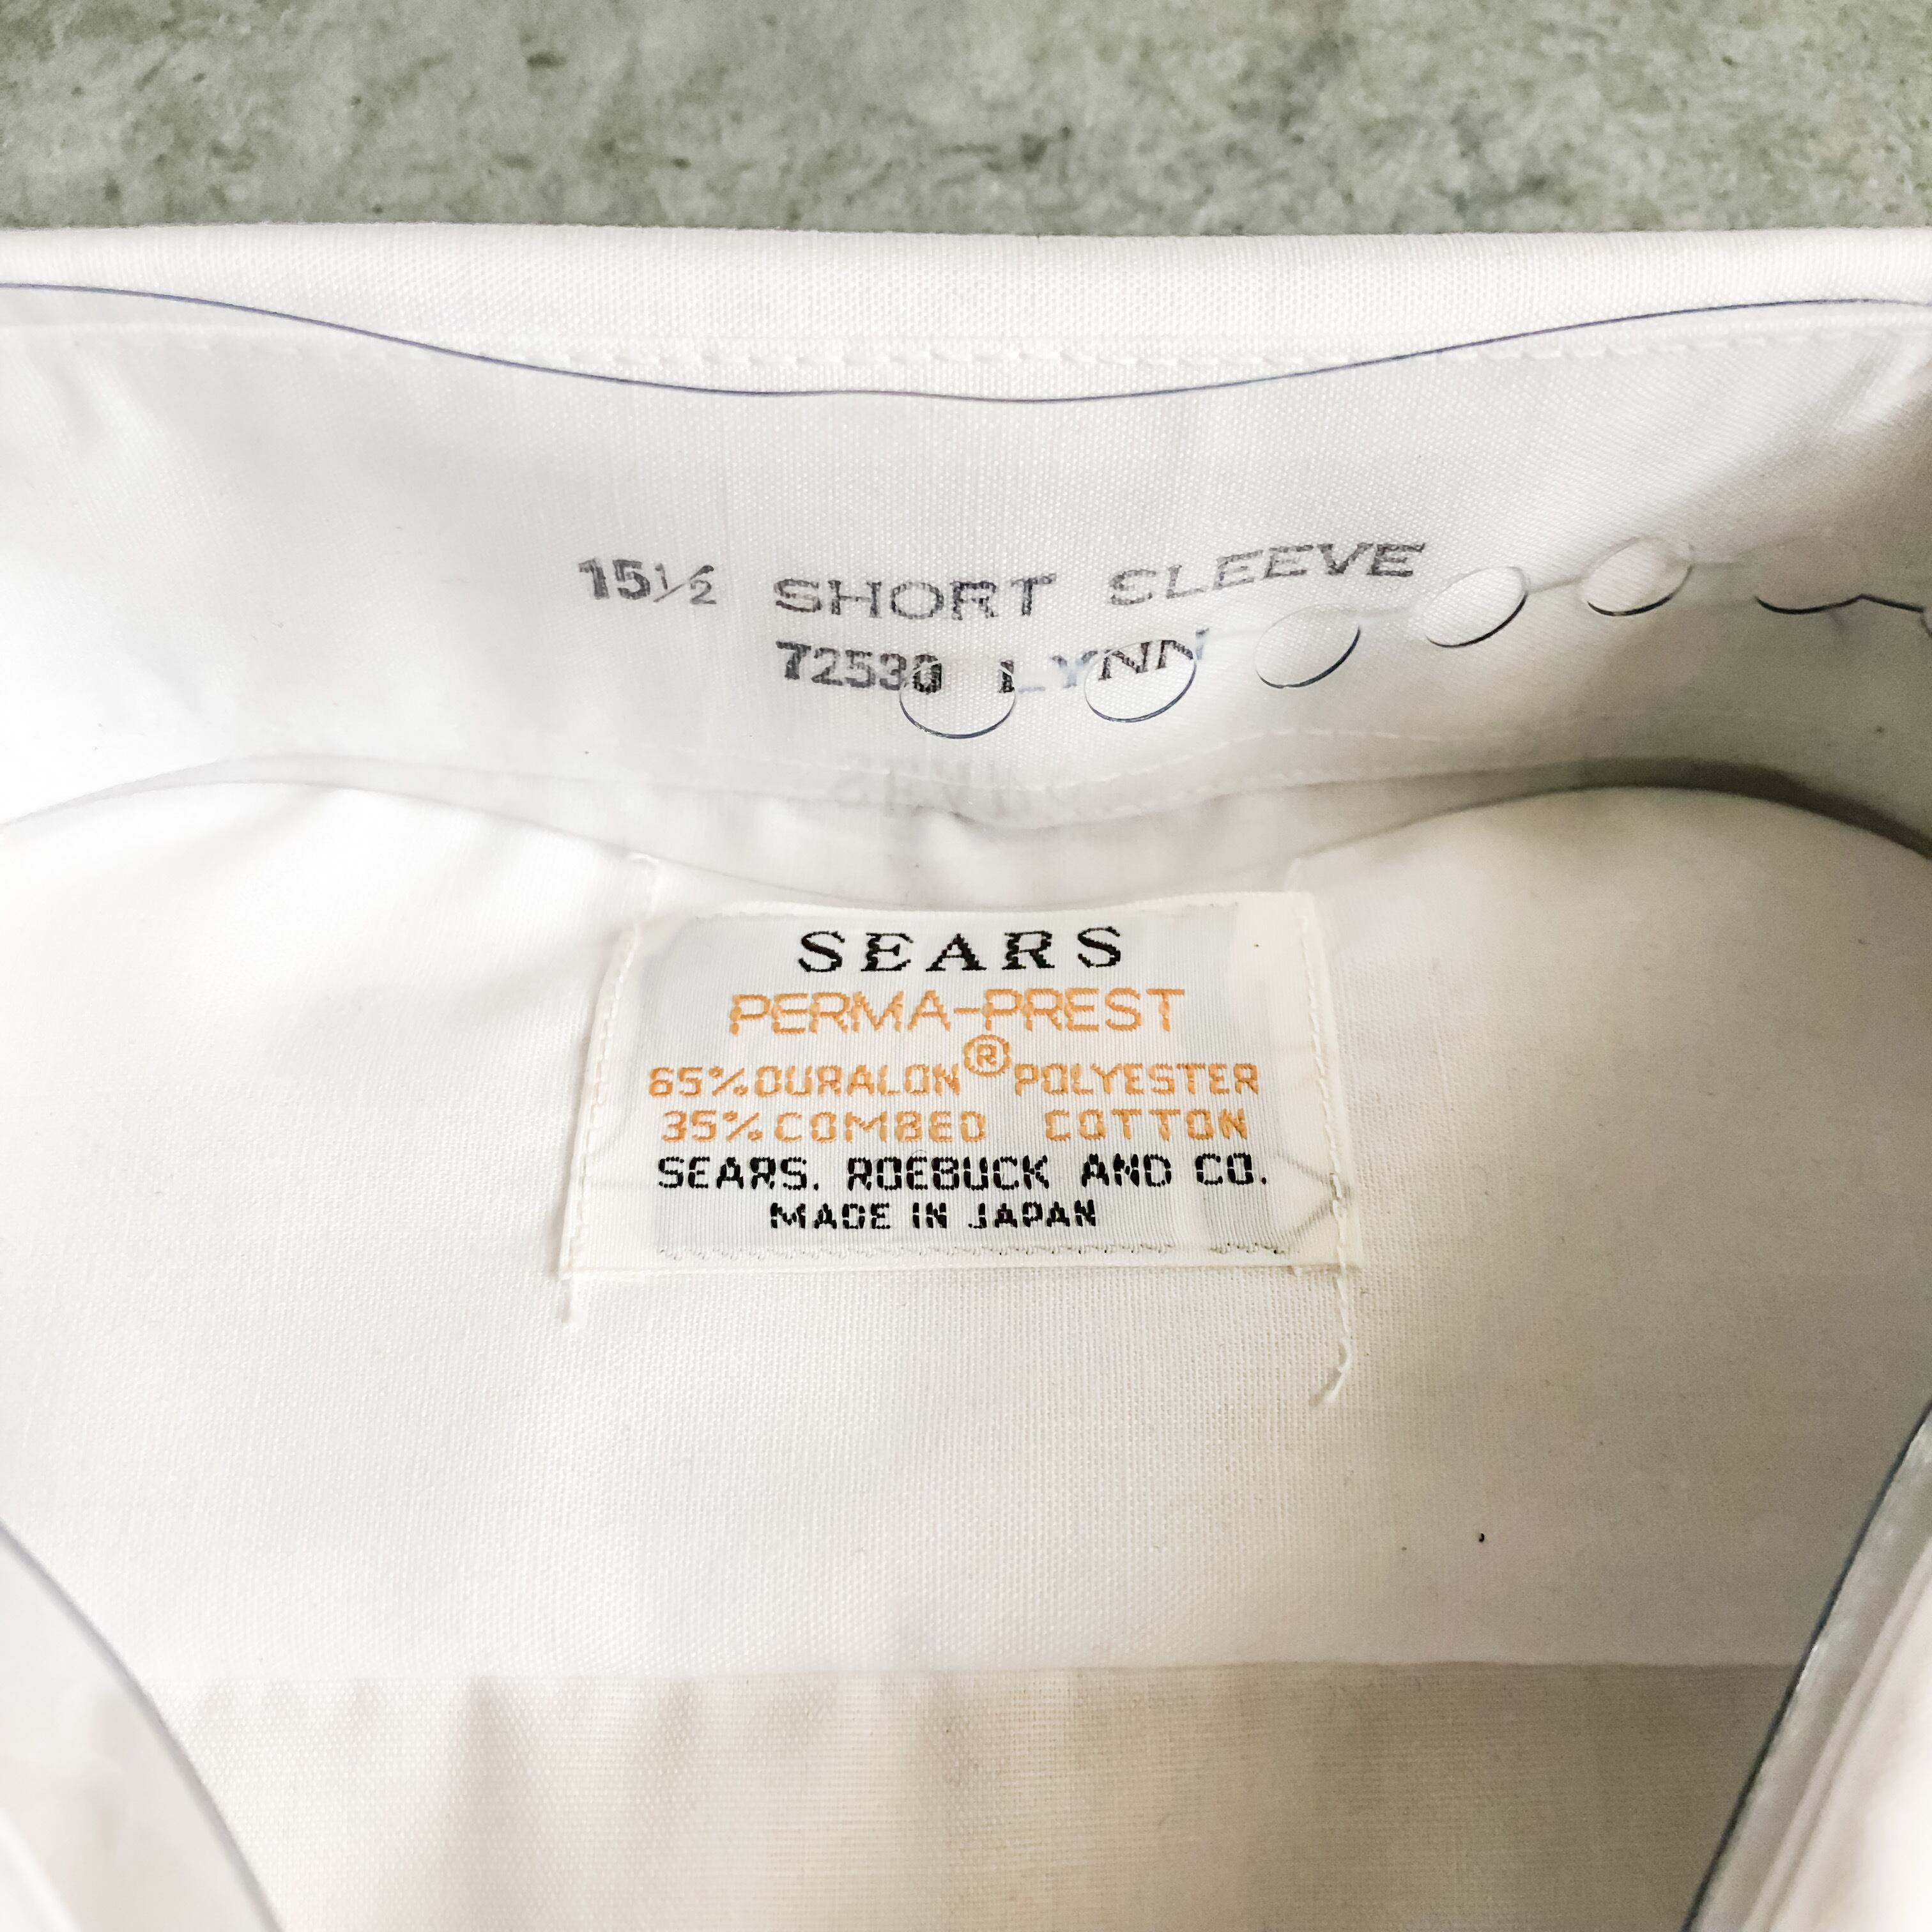 15½ SHORT SLEEVE
72530 LYNN
SEARS
PERMA-PREST
®
65% DURALON POLYESTER
35% COMBED COTTON
SEARS. ROEBUCK AND CO.
MADE IN JAPAN